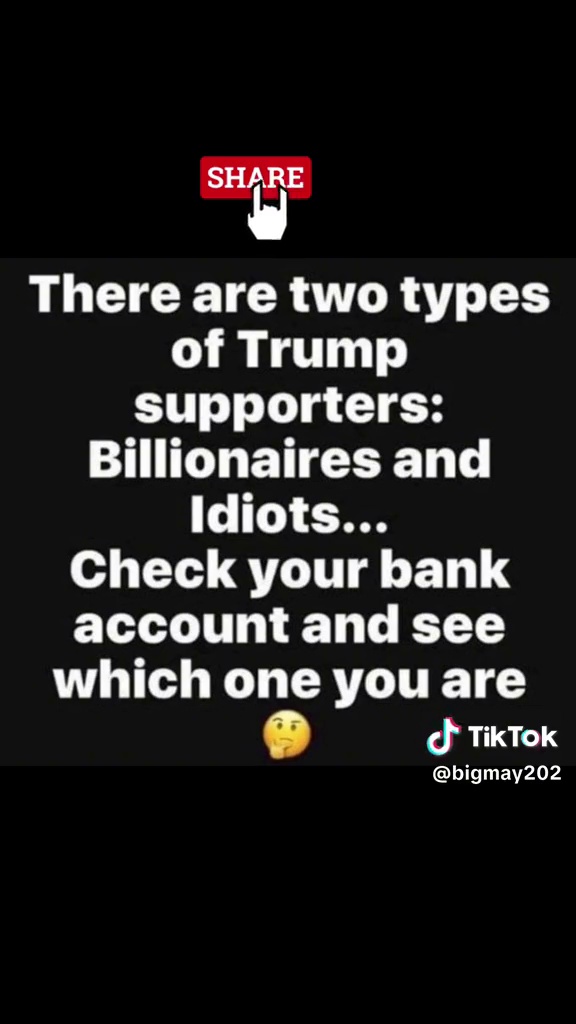 SHARE
There are two types
of Trump
supporters:
Billionaires and
Idiots...
Check your bank
account and see
which one you are
🤔
TikTok
@bigmay202